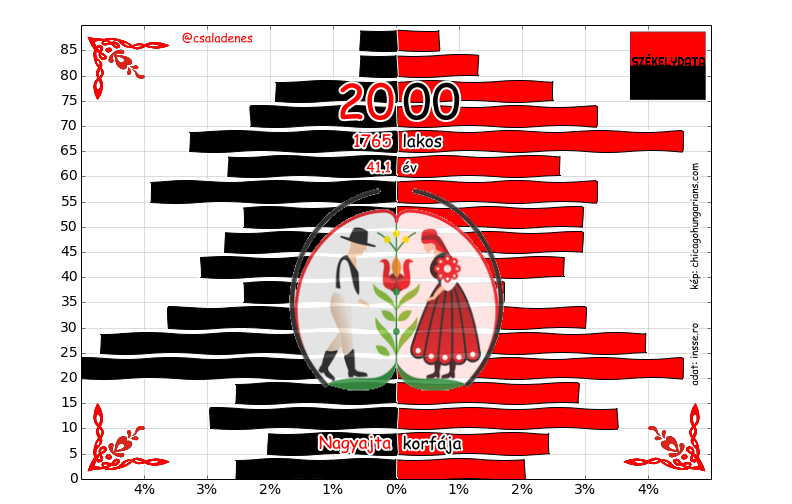 @csaladenes
SZÉKELYDATA
2000
1765 lakos
41,1 év
kép: chicagohungarians.com
adat: insse.ro
Nagyajta korfája
85
80
75
70
65
60
55
50
45
40
35
30
25
20
15
10
5
0
4% 3% 2% 1% 0% 1% 2% 3% 4%